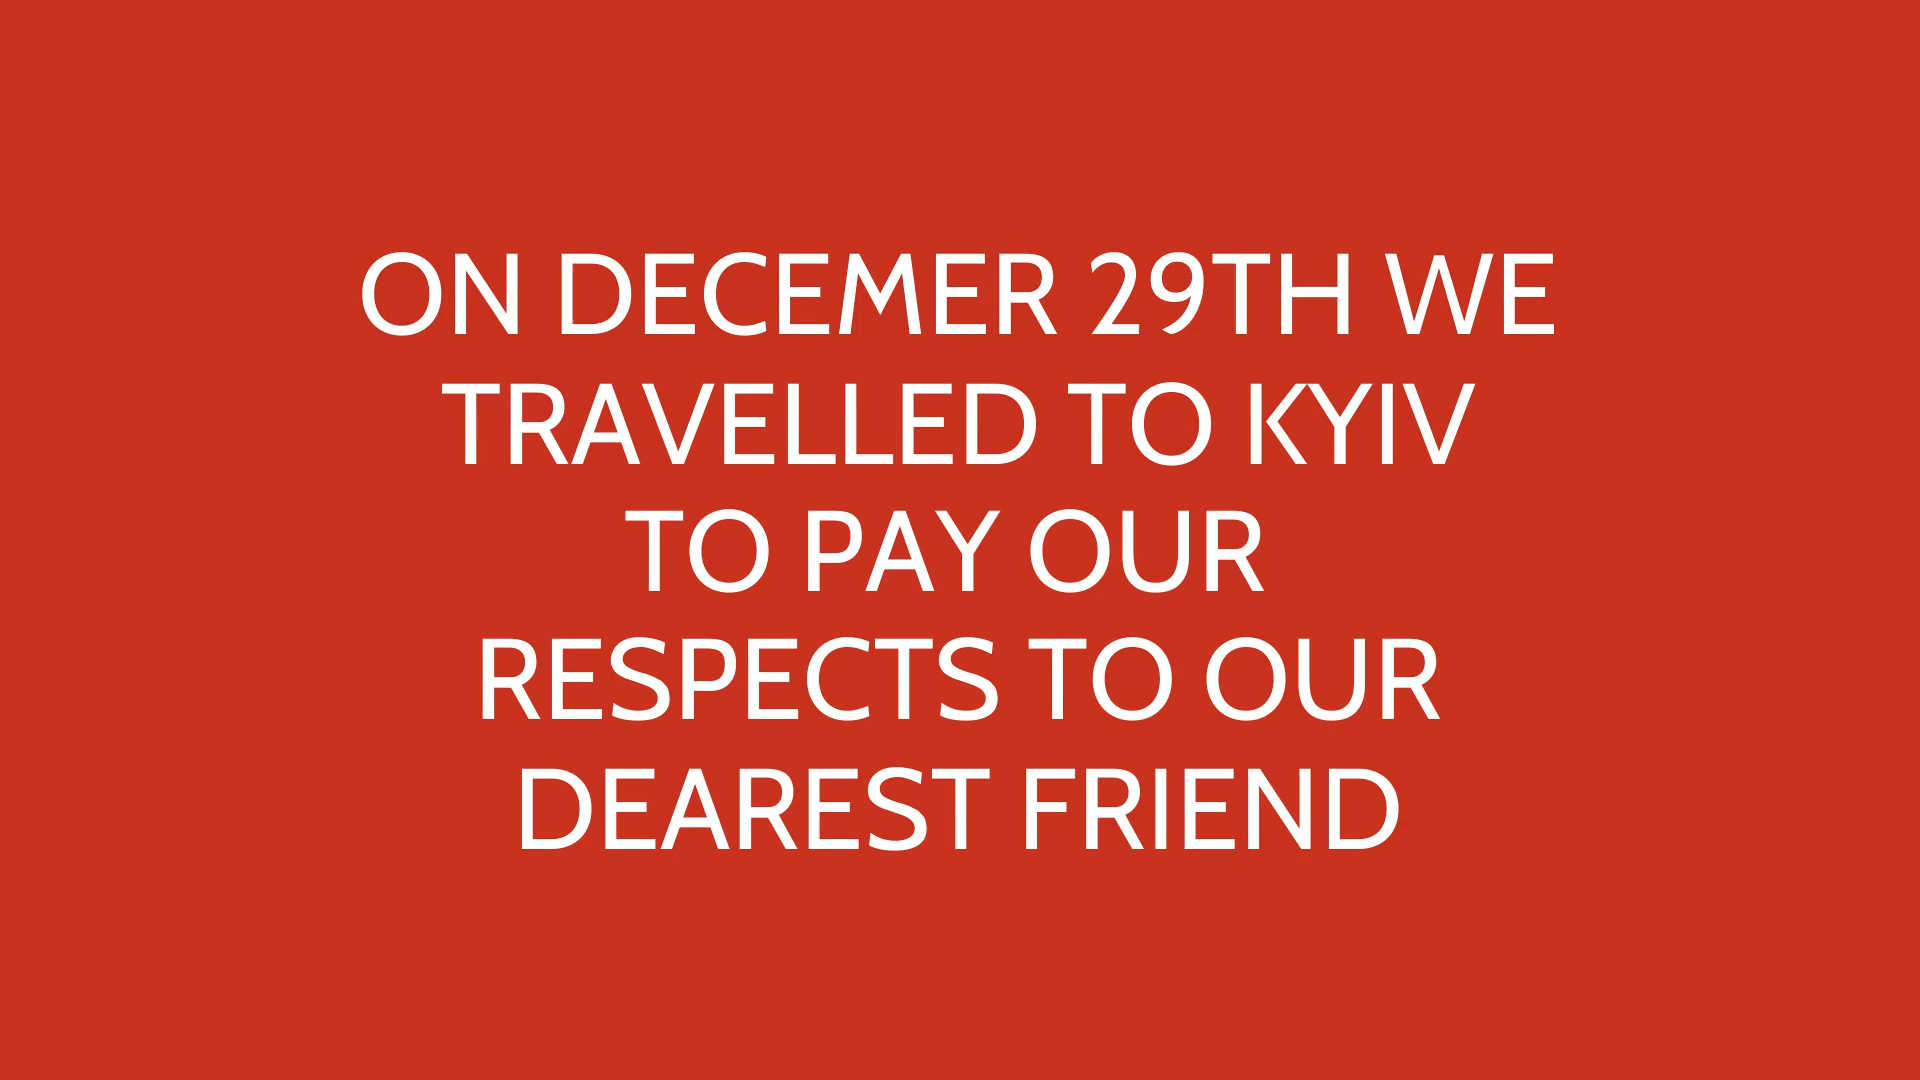 ON DECEMER 29TH WE
TRAVELLED TO KYIV
TO PAY OUR
RESPECTS TO OUR
DEAREST FRIEND